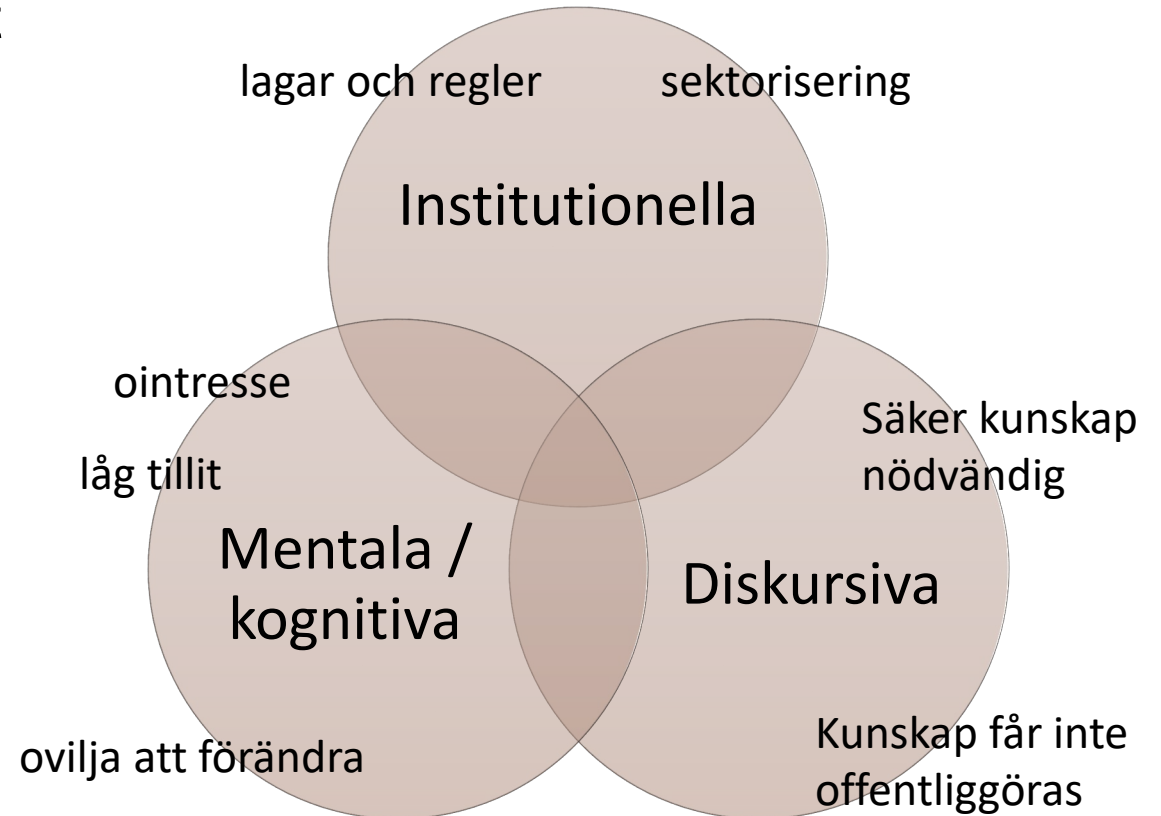 lagar och regler
sektorisering
Institutionella
ointresse
låg tillit
Säker kunskap
nödvändig
Mentala /
kognitiva
Diskursiva
ovilja att förändra
Kunskap får inte
offentliggöras